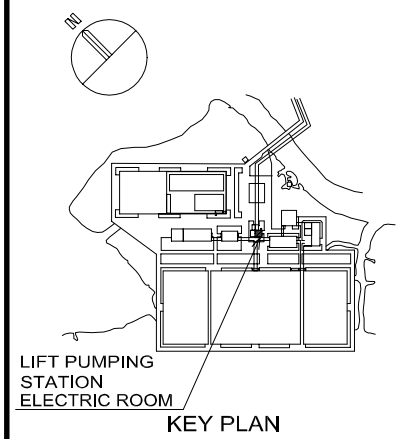 N
LIFT PUMPING
STATION
ELECTRIC ROOM
KEY PLAN